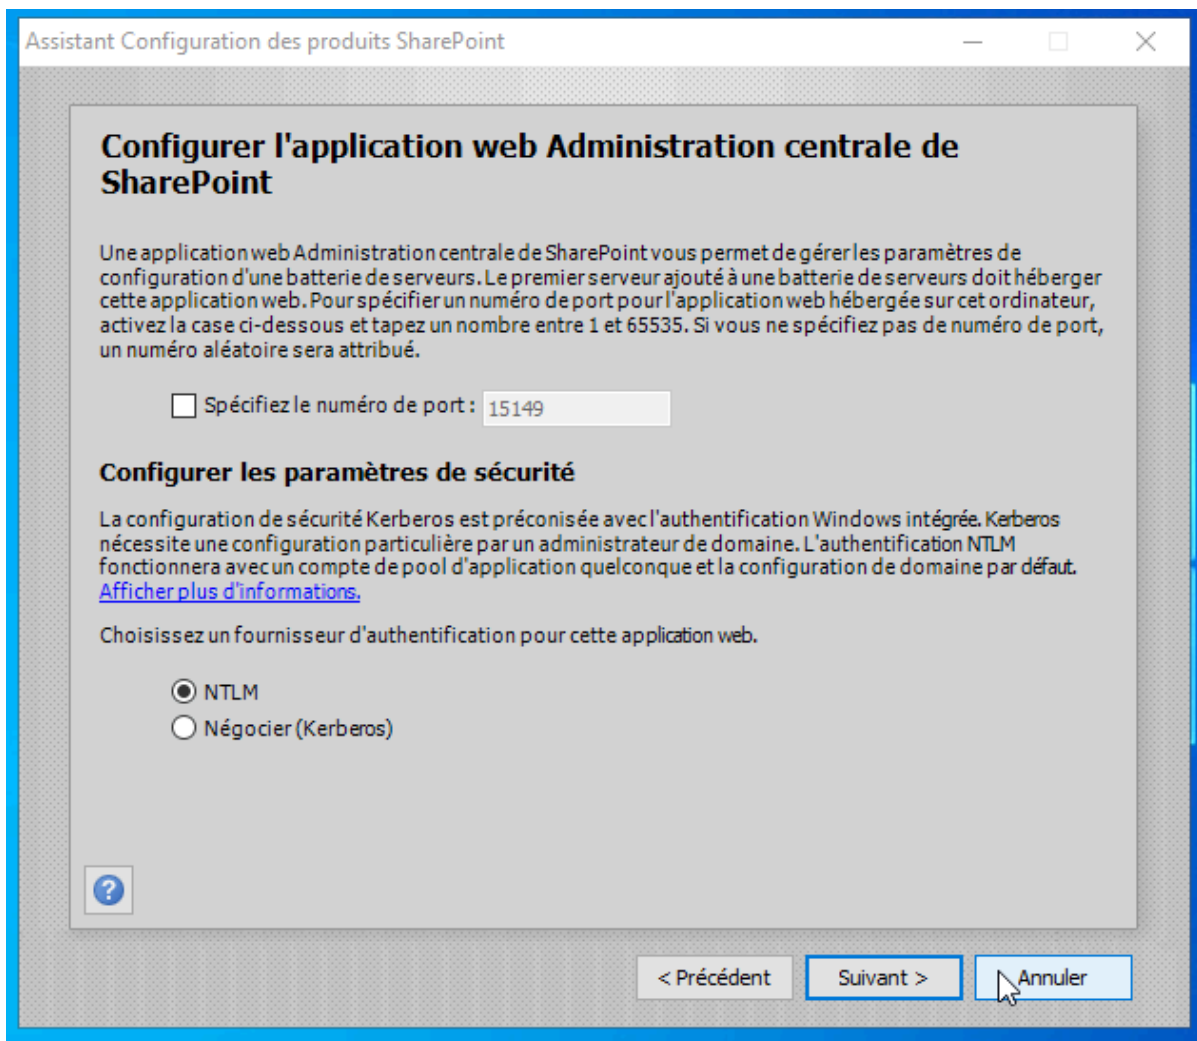 Assistant Configuration des produits SharePoint
Configurer l'application web Administration centrale de
SharePoint
Une application web Administration centrale de SharePoint vous permet de gérer les paramètres de
configuration d'une batterie de serveurs. Le premier serveur ajouté à une batterie de serveurs doit héberger
cette application web. Pour spécifier un numéro de port pour l'application web hébergée sur cet ordinateur,
activez la case ci-dessous et tapez un nombre entre 1 et 65535. Si vous ne spécifiez pas de numéro de port,
un numéro aléatoire sera attribué.
Spécifiez le numéro de port : 15149
Configurer les paramètres de sécurité
La configuration de sécurité Kerberos est préconisée avec l'authentification Windows intégrée. Kerberos
nécessite une configuration particulière par un administrateur de domaine. L'authentification NTLM
fonctionnera avec un compte de pool d'application quelconque et la configuration de domaine par défaut.
Afficher plus d'informations.
Choisissez un fournisseur d'authentification pour cette application web.
NTLM
Négocier (Kerberos)
?
< Précédent Suivant > Annuler